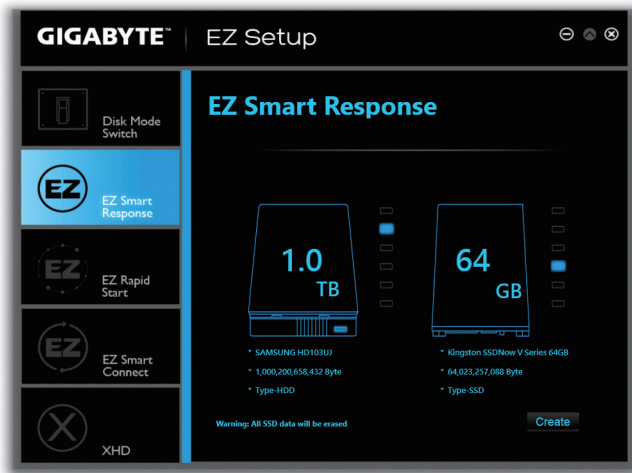 GIGABYTE™ EZ Setup
Disk Mode
Switch
EZ
EZ Smart
Response
EZ
EZ Rapid
Start
EZ
EZ Smart
Connect
X
XHD
EZ Smart Response
1.0
TB
64
GB
* SAMSUNG HD103UJ
* 1,000,200,658,432 Byte
* Type-HDD
* Kingston SSDNow V Series 64GB
* 64,023,257,088 Byte
* Type-SSD
Warning: All SSD data will be erased
Create